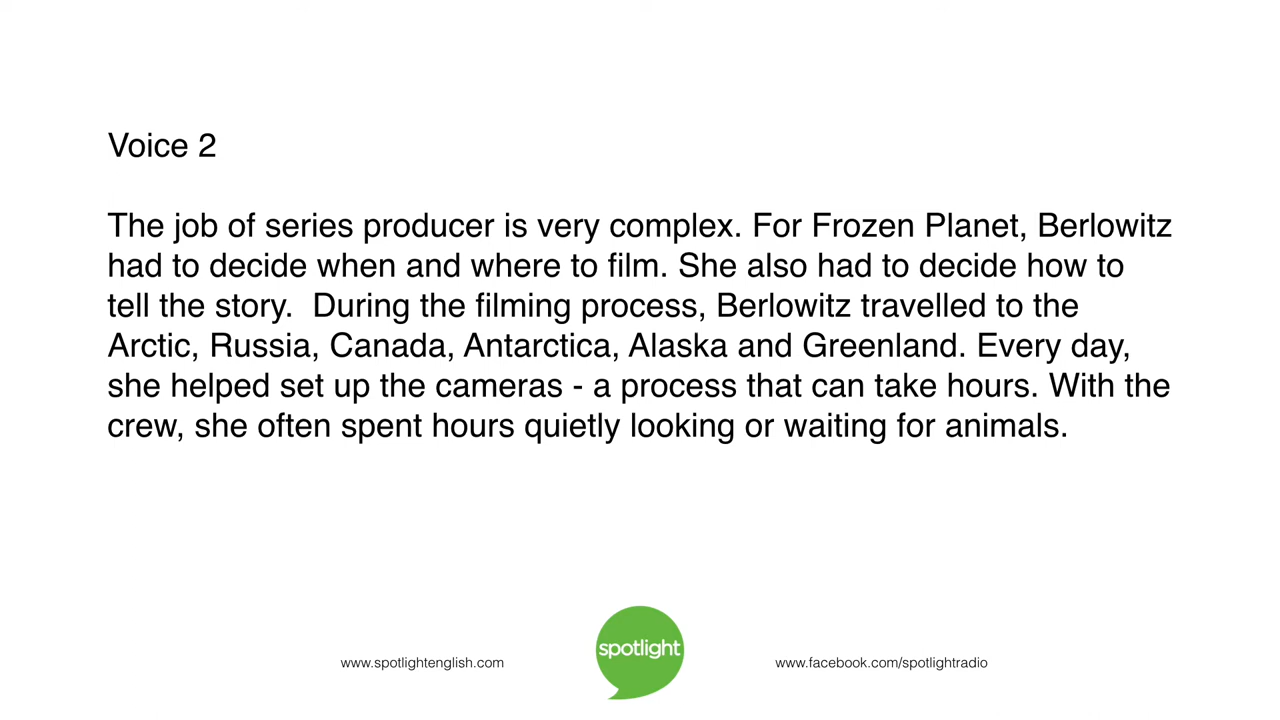 Voice 2
The job of series producer is very complex. For Frozen Planet, Berlowitz
had to decide when and where to film. She also had to decide how to
tell the story.  During the filming process, Berlowitz travelled to the
Arctic, Russia, Canada, Antarctica, Alaska and Greenland. Every day,
she helped set up the cameras - a process that can take hours. With the
crew, she often spent hours quietly looking or waiting for animals.
spotlight
www.spotlightenglish.com
www.facebook.com/spotlightradio